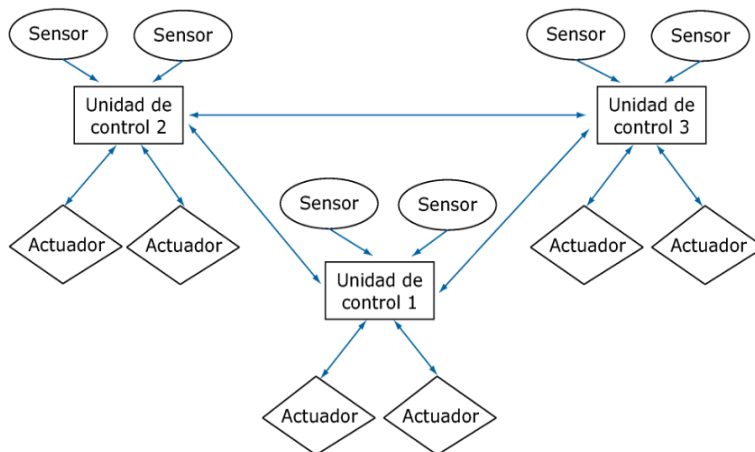 Sensor
Sensor
Unidad de
control 2
Actuador
Actuador
Sensor
Sensor
Unidad de
control 3
Actuador
Actuador
Sensor
Sensor
Unidad de
control 1
Actuador
Actuador